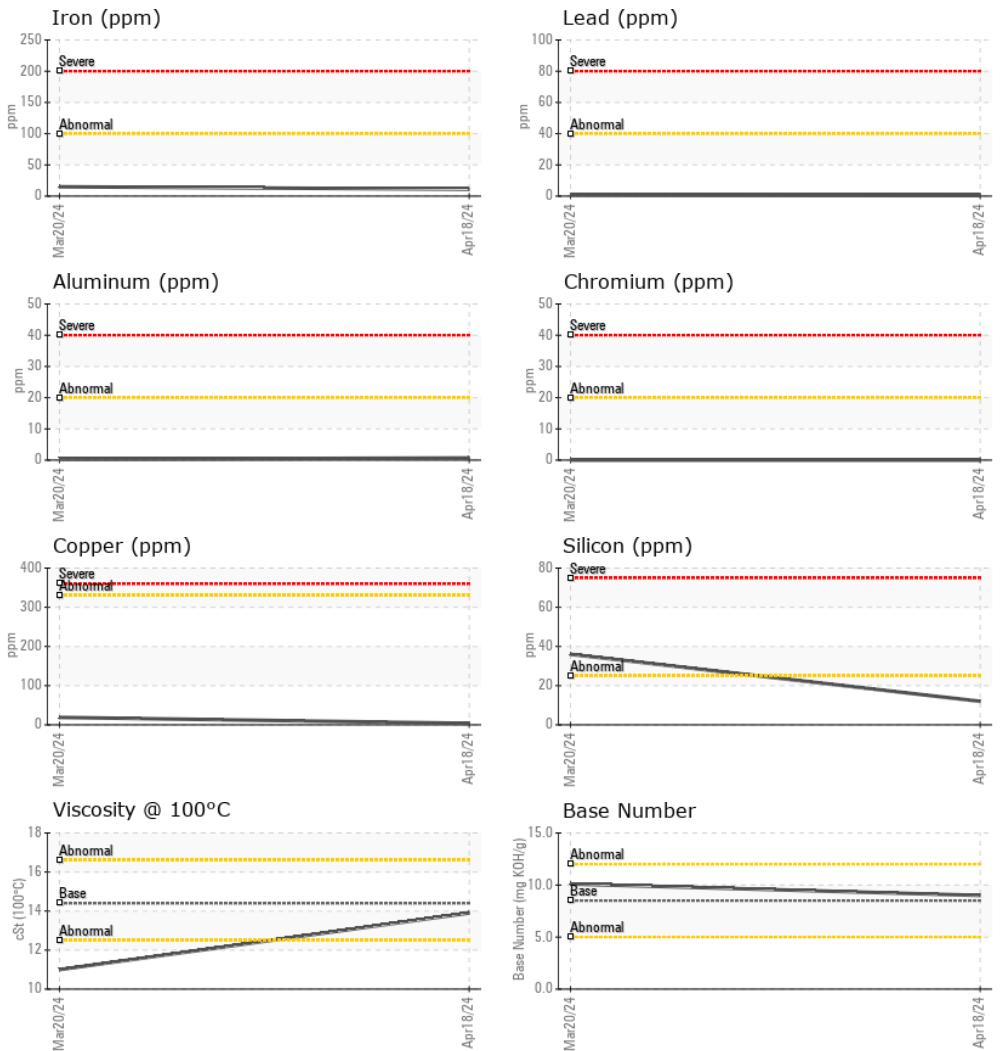 Iron (ppm)
250
200
150
100
50
0
ppm
Severe
Abnormal
Mar20/24
Apr18/24
Lead (ppm)
100
80
60
40
20
0
ppm
Severe
Abnormal
Mar20/24
Apr18/24
Aluminum (ppm)
50
40
30
20
10
0
ppm
Severe
Abnormal
Mar20/24
Apr18/24
Chromium (ppm)
50
40
30
20
10
0
ppm
Severe
Abnormal
Mar20/24
Apr18/24
Copper (ppm)
400
300
200
100
0
ppm
Severe
Abnormal
Mar20/24
Apr18/24
Silicon (ppm)
80
60
40
20
0
ppm
Severe
Abnormal
Mar20/24
Apr18/24
Viscosity @ 100°C
18
16
14
12
10
cSt (100°C)
Abnormal
Base
Abnormal
Mar20/24
Apr18/24
Base Number
15.0
10.0
5.0
0.0
Base Number (mg KOH/g)
Abnormal
Base
Abnormal
Mar20/24
Apr18/24